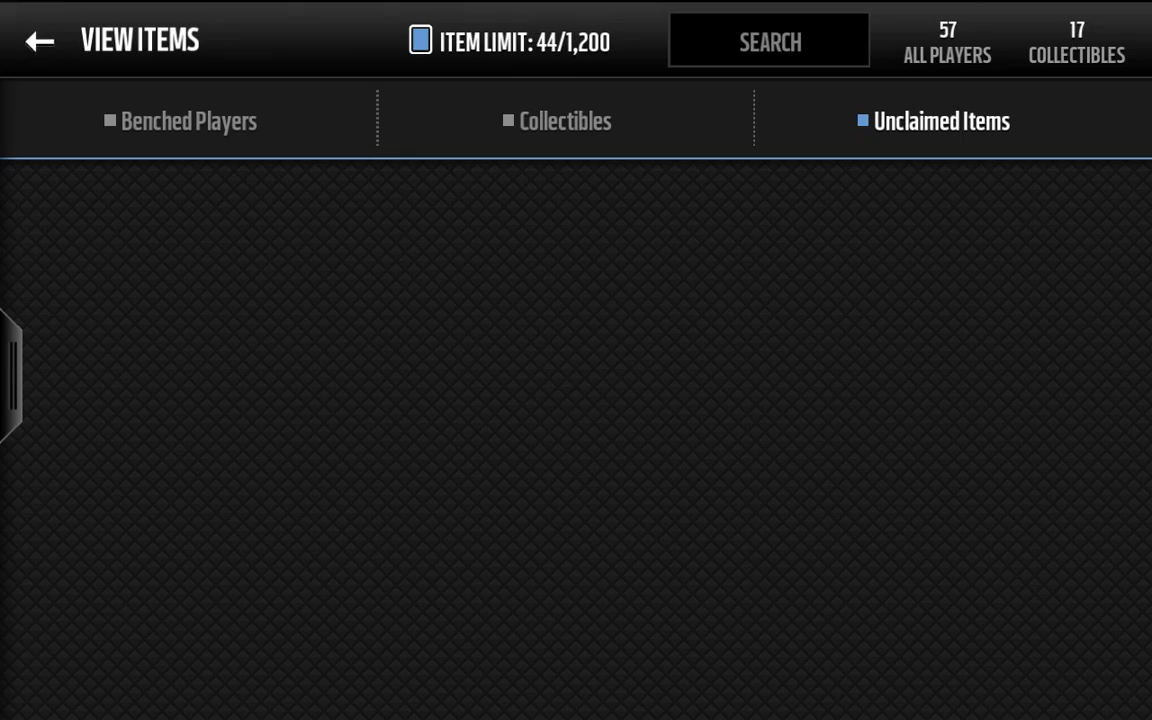 VIEW ITEMS
ITEM LIMIT: 44/1,200
SEARCH
57
ALL PLAYERS
17
COLLECTIBLES
Benched Players
Collectibles
Unclaimed Items